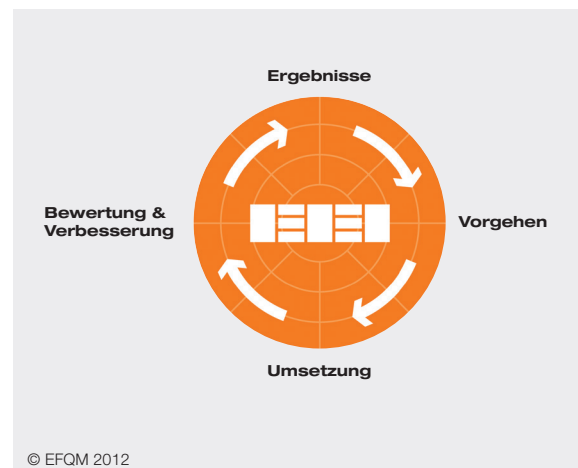 Ergebnisse
Bewertung &
Verbesserung
Vorgehen
Umsetzung
© EFQM 2012